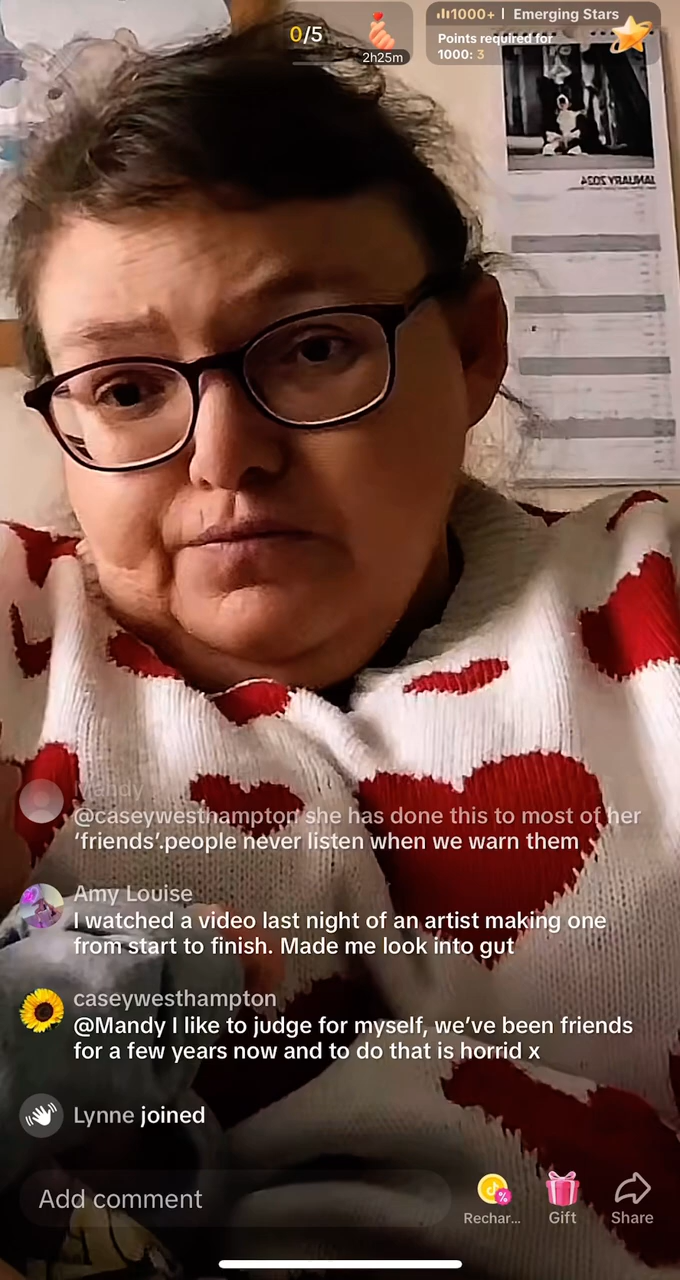 0/5
2h25m
1000+ | Emerging Stars
Points required for
1000: 3
JANUARY 2024
Mandy
@caseywesthampton she has done this to most of her
‘friends’.people never listen when we warn them
Amy Louise
I watched a video last night of an artist making one
from start to finish. Made me look into gut
caseywesthampton
@Mandy I like to judge for myself, we’ve been friends
for a few years now and to do that is horrid x
Lynne joined
Add comment
Rechar...
Gift
Share